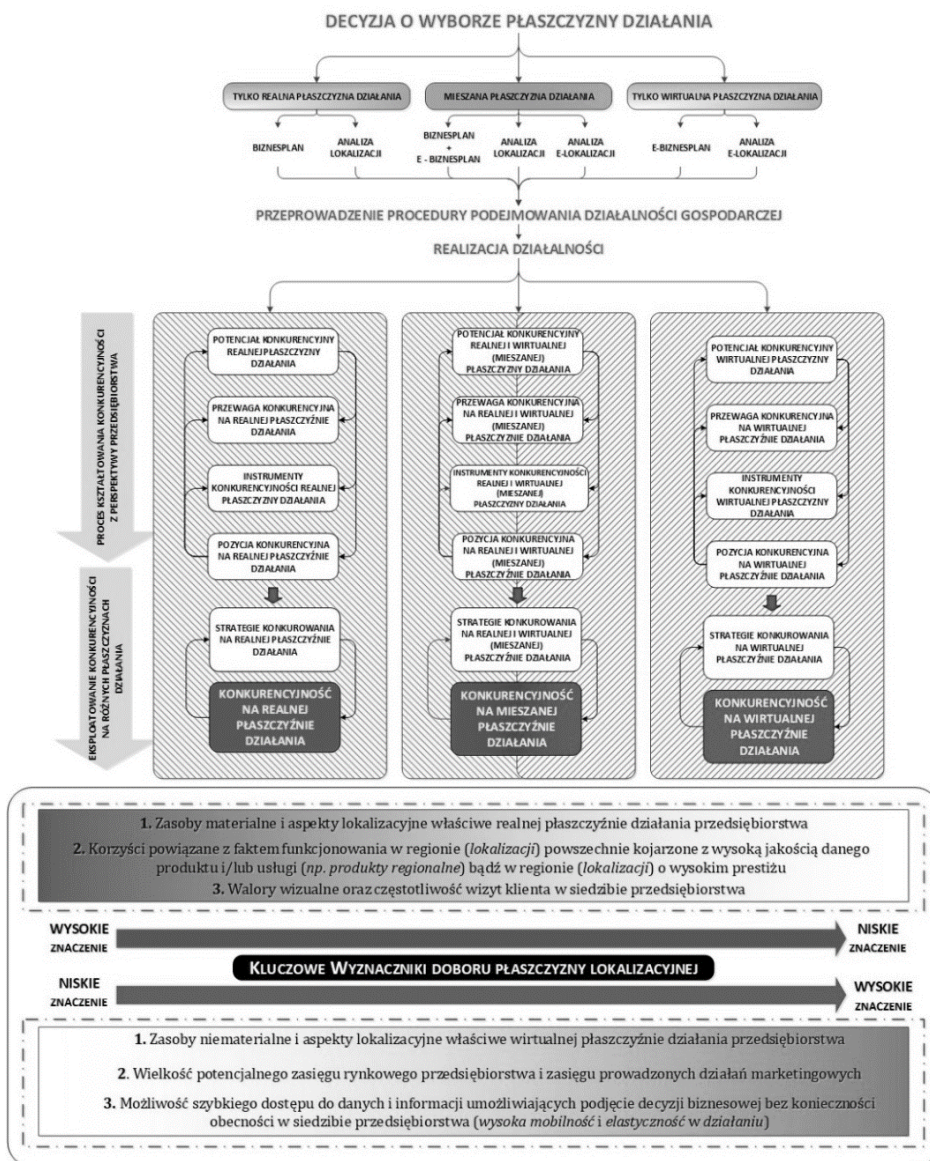 DECYZJA O WYBORZE PŁASZCZYZNY DZIAŁANIA
TYLKO REALNA PŁASZCZYZNA DZIAŁANIA
MIESZANA PŁASZCZYZNA DZIAŁANIA
TYLKO WIRTUALNA PŁASZCZYZNA DZIAŁANIA
BIZNESPLAN
ANALIZA
LOKALIZACJI
BIZNESPLAN
+
E - BIZNESPLAN
ANALIZA
LOKALIZACJI
ANALIZA
E-LOKALIZACJI
E-BIZNESPLAN
ANALIZA
E-LOKALIZACJI
PRZEPROWADZENIE PROCEDURY PODEJMOWANIA DZIAŁALNOŚCI GOSPODARCZEJ
REALIZACJA DZIAŁALNOŚCI
PROCES KSZTAŁTOWANIA KONKURENCYJNOŚCI
Z PERSPEKTYWY PRZEDSIĘBIORSTWA
EKSPLOATOWANIE KONKURENCYJNOŚCI
NA RÓŻNYCH PŁASZCZYZNACH
DZIAŁANIA
POTENCJAŁ KONKURENCYJNY
REALNEJ PŁASZCZYZNY
DZIAŁANIA
PRZEWAGA KONKURENCYJNA
NA REALNEJ PŁASZCZYŹNIE
DZIAŁANIA
INSTRUMENTY
KONKURENCYJNOŚCI REALNEJ
PŁASZCZYZNY DZIAŁANIA
POZYCJA KONKURENCYJNA
NA REALNEJ PŁASZCZYŹNIE
DZIAŁANIA
STRATEGIE KONKUROWANIA
NA REALNEJ PŁASZCZYŹNIE
DZIAŁANIA
KONKURENCYJNOŚĆ
NA REALNEJ
PŁASZCZYŹNIE
DZIAŁANIA
POTENCJAŁ KONKURENCYJNY
REALNEJ I WIRTUALNEJ
(MIESZANEJ)
PŁASZCZYZNY DZIAŁANIA
PRZEWAGA KONKURENCYJNA
NA REALNEJ I WIRTUALNEJ
(MIESZANEJ)
PŁASZCZYŹNIE DZIAŁANIA
INSTRUMENTY KONKURENCYJNOŚCI
REALNEJ I WIRTUALNEJ
(MIESZANEJ)
PŁASZCZYZNY DZIAŁANIA
POZYCJA KONKURENCYJNA
NA REALNEJ I WIRTUALNEJ
(MIESZANEJ)
PŁASZCZYŹNIE DZIAŁANIA
STRATEGIE KONKUROWANIA
NA REALNEJ I WIRTUALNEJ
(MIESZANEJ)
PŁASZCZYŹNIE DZIAŁANIA
KONKURENCYJNOŚĆ
NA MIESZANEJ
PŁASZCZYŹNIE
DZIAŁANIA
POTENCJAŁ KONKURENCYJNY
WIRTUALNEJ PŁASZCZYZNY
DZIAŁANIA
PRZEWAGA KONKURENCYJNA
NA WIRTUALNEJ
PŁASZCZYŹNIE DZIAŁANIA
INSTRUMENTY
KONKURENCYJNOŚCI WIRTUALNEJ
PŁASZCZYZNY DZIAŁANIA
POZYCJA KONKURENCYJNA
NA WIRTUALNEJ
PŁASZCZYŹNIE DZIAŁANIA
STRATEGIE KONKUROWANIA
NA WIRTUALNEJ
PŁASZCZYŹNIE DZIAŁANIA
KONKURENCYJNOŚĆ
NA WIRTUALNEJ
PŁASZCZYŹNIE
DZIAŁANIA
1. Zasoby materialne i aspekty lokalizacyjne właściwe realnej płaszczyźnie działania przedsiębiorstwa
2. Korzyści powiązane z faktem funkcjonowania w regionie (lokalizacji) powszechnie kojarzone z wysoką jakością danego
produktu i/lub usługi (np. produkty regionalne) bądź w regionie (lokalizacji) o wysokim prestiżu
3. Walory wizualne oraz częstotliwość wizyt klienta w siedzibie przedsiębiorstwa
WYSOKIE
ZNACZENIE
NISKIE
ZNACZENIE
KLUCZOWE WYZNACZNIKI DOBORU PŁASZCZYZNY LOKALIZACYJNEJ
NISKIE
ZNACZENIE
WYSOKIE
ZNACZENIE
1. Zasoby niematerialne i aspekty lokalizacyjne właściwe wirtualnej płaszczyźnie działania przedsiębiorstwa
2. Wielkość potencjalnego zasięgu rynkowego przedsiębiorstwa i zasięgu prowadzonych działań marketingowych
3. Możliwość szybkiego dostępu do danych i informacji umożliwiających podjęcie decyzji biznesowej bez konieczności
obecności w siedzibie przedsiębiorstwa (wysoka mobilność i elastyczność w działaniu)